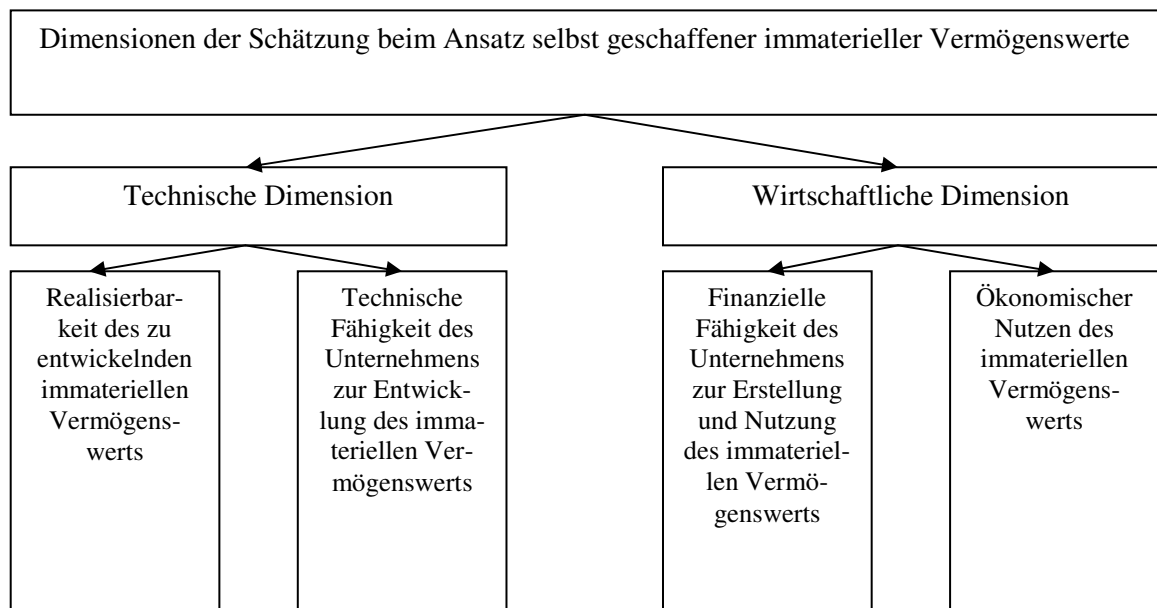 Dimensionen der Schätzung beim Ansatz selbst geschaffener immaterieller Vermögenswerte
Technische Dimension
Wirtschaftliche Dimension
Realisierbar-
keit des zu
entwickelnden
immateriellen
Vermögens-
werts
Technische
Fähigkeit des
Unternehmens
zur Entwick-
lung des imma-
teriellen Ver-
mögenswerts
Finanzielle
Fähigkeit des
Unternehmens
zur Erstellung
und Nutzung
des immateriel-
len Vermö-
genswerts
Ökonomischer
Nutzen des
immateriellen
Vermögens-
werts